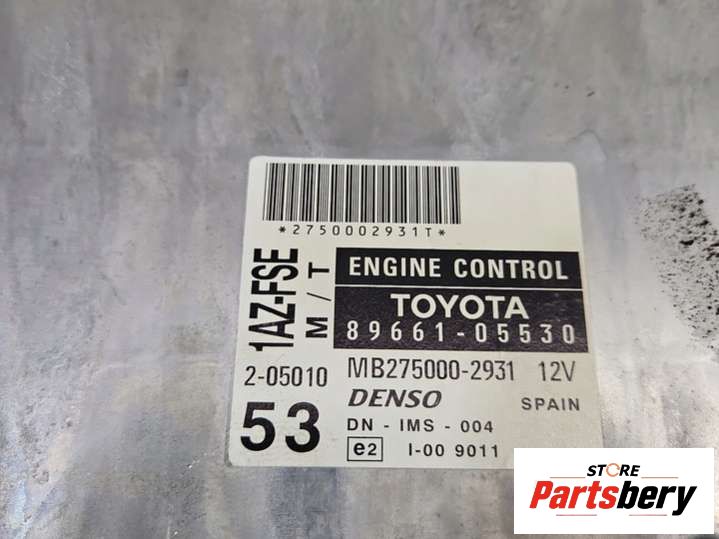 *2750002931T*
1AZ-FSE
M/T
ENGINE CONTROL
TOYOTA
89661-05530
2-05010
MB275000-2931 12V
53
DENSO SPAIN
DN - IMS - 004
e2 I-00 9011
STORE
Partsbery